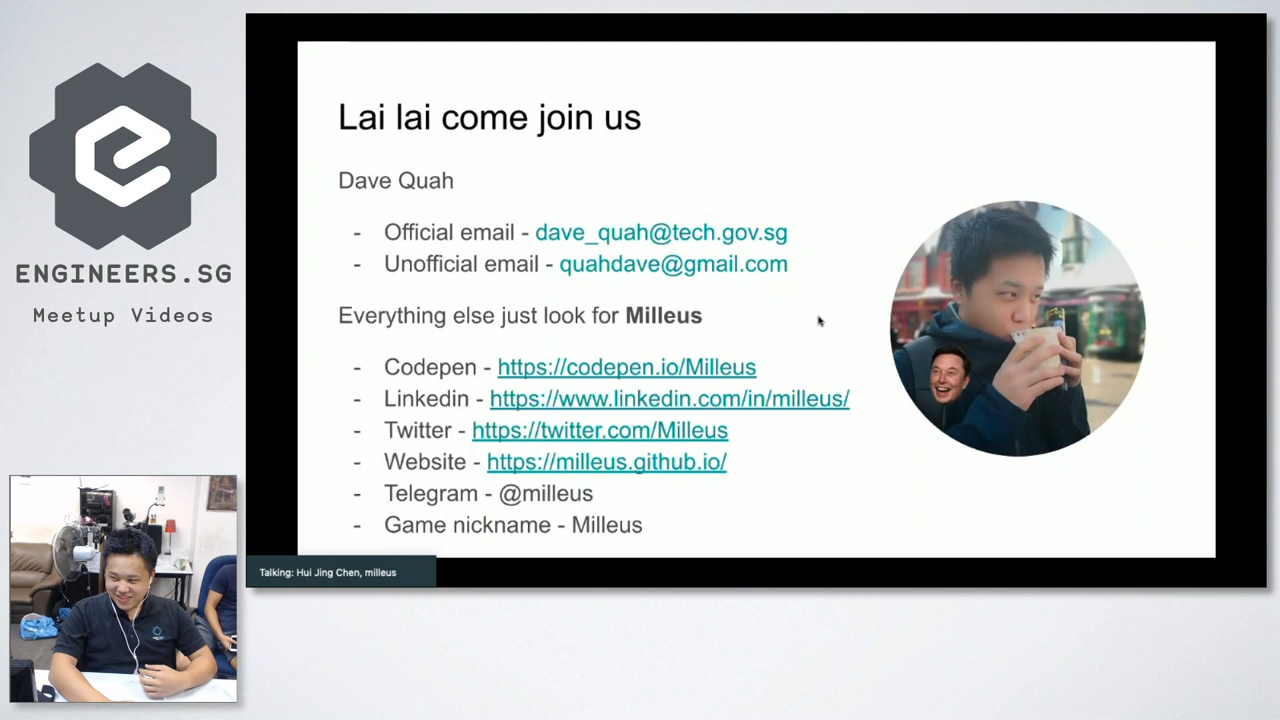 ENGINEERS.SG
Meetup Videos
Lai lai come join us
Dave Quah
- Official email - dave_quah@tech.gov.sg
- Unofficial email - quahdave@gmail.com
Everything else just look for Milleus
- Codepen - https://codepen.io/Milleus
- Linkedin - https://www.linkedin.com/in/milleus/
- Twitter - https://twitter.com/Milleus
- Website - https://milleus.github.io/
- Telegram - @milleus
- Game nickname - Milleus
Talking: Hui Jing Chen, milleus